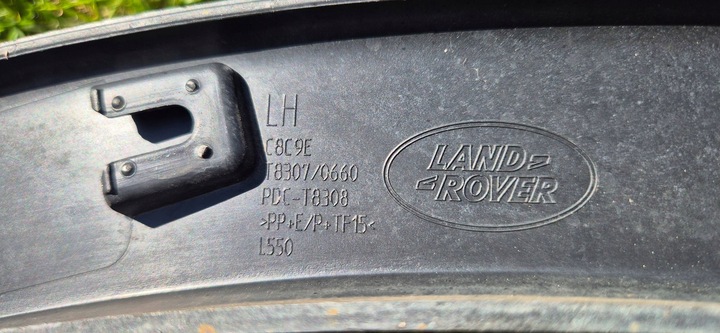 LH
C8C9E
T8307/0660
PDC-T8308
>PP+E/P+TF15<
L550
LAND
ROVER